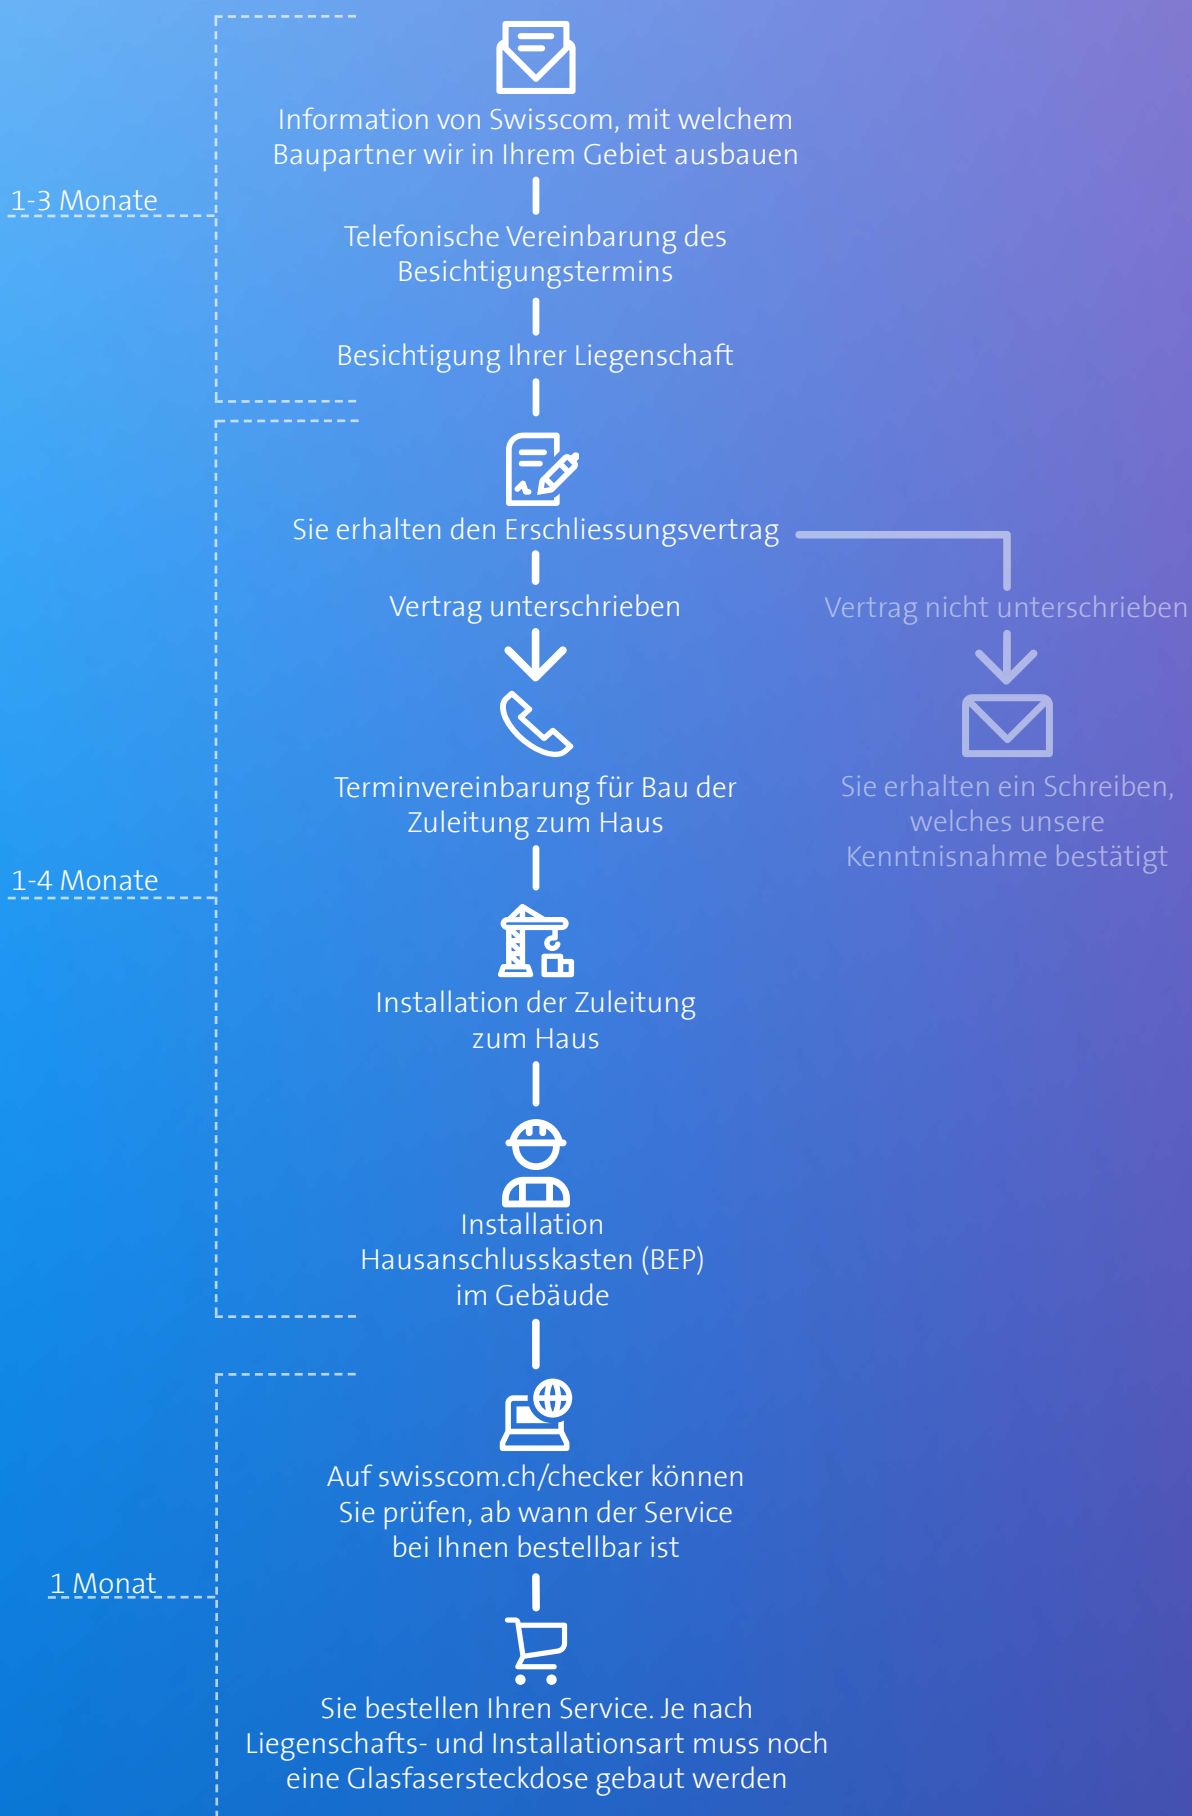 Information von Swisscom, mit welchem
Baupartner wir in Ihrem Gebiet ausbauen
1-3 Monate
Telefonische Vereinbarung des
Besichtigungstermins
Besichtigung Ihrer Liegenschaft
Sie erhalten den Erschliessungsvertrag
Vertrag unterschrieben
Vertrag nicht unterschrieben
Terminvereinbarung für Bau der
Zuleitung zum Haus
Sie erhalten ein Schreiben,
welches unsere
Kenntnisnahme bestätigt
1-4 Monate
Installation der Zuleitung
zum Haus
Installation
Hausanschlusskasten (BEP)
im Gebäude
Auf swisscom.ch/checker können
Sie prüfen, ab wann der Service
bei Ihnen bestellbar ist
1 Monat
Sie bestellen Ihren Service. Je nach
Liegenschafts- und Installationsart muss noch
eine Glasfasersteckdose gebaut werden